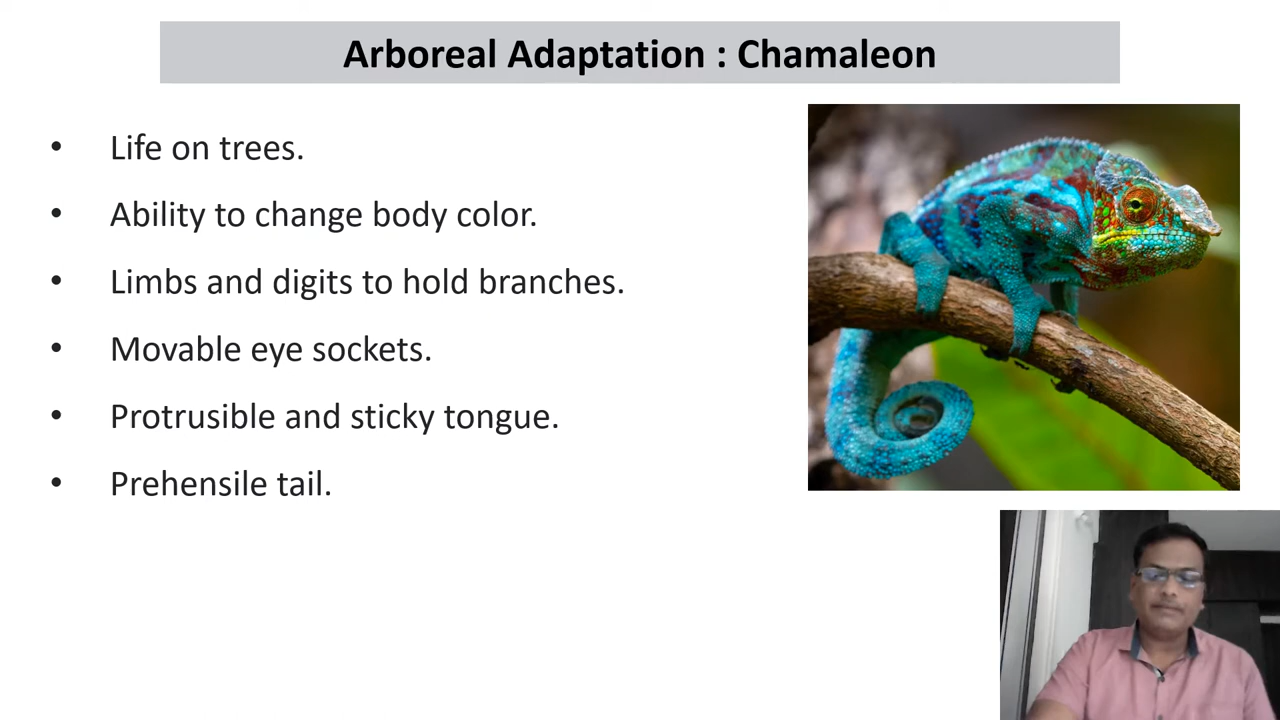 Arboreal Adaptation : Chamaleon
• Life on trees.
• Ability to change body color.
• Limbs and digits to hold branches.
• Movable eye sockets.
• Protrusible and sticky tongue.
• Prehensile tail.